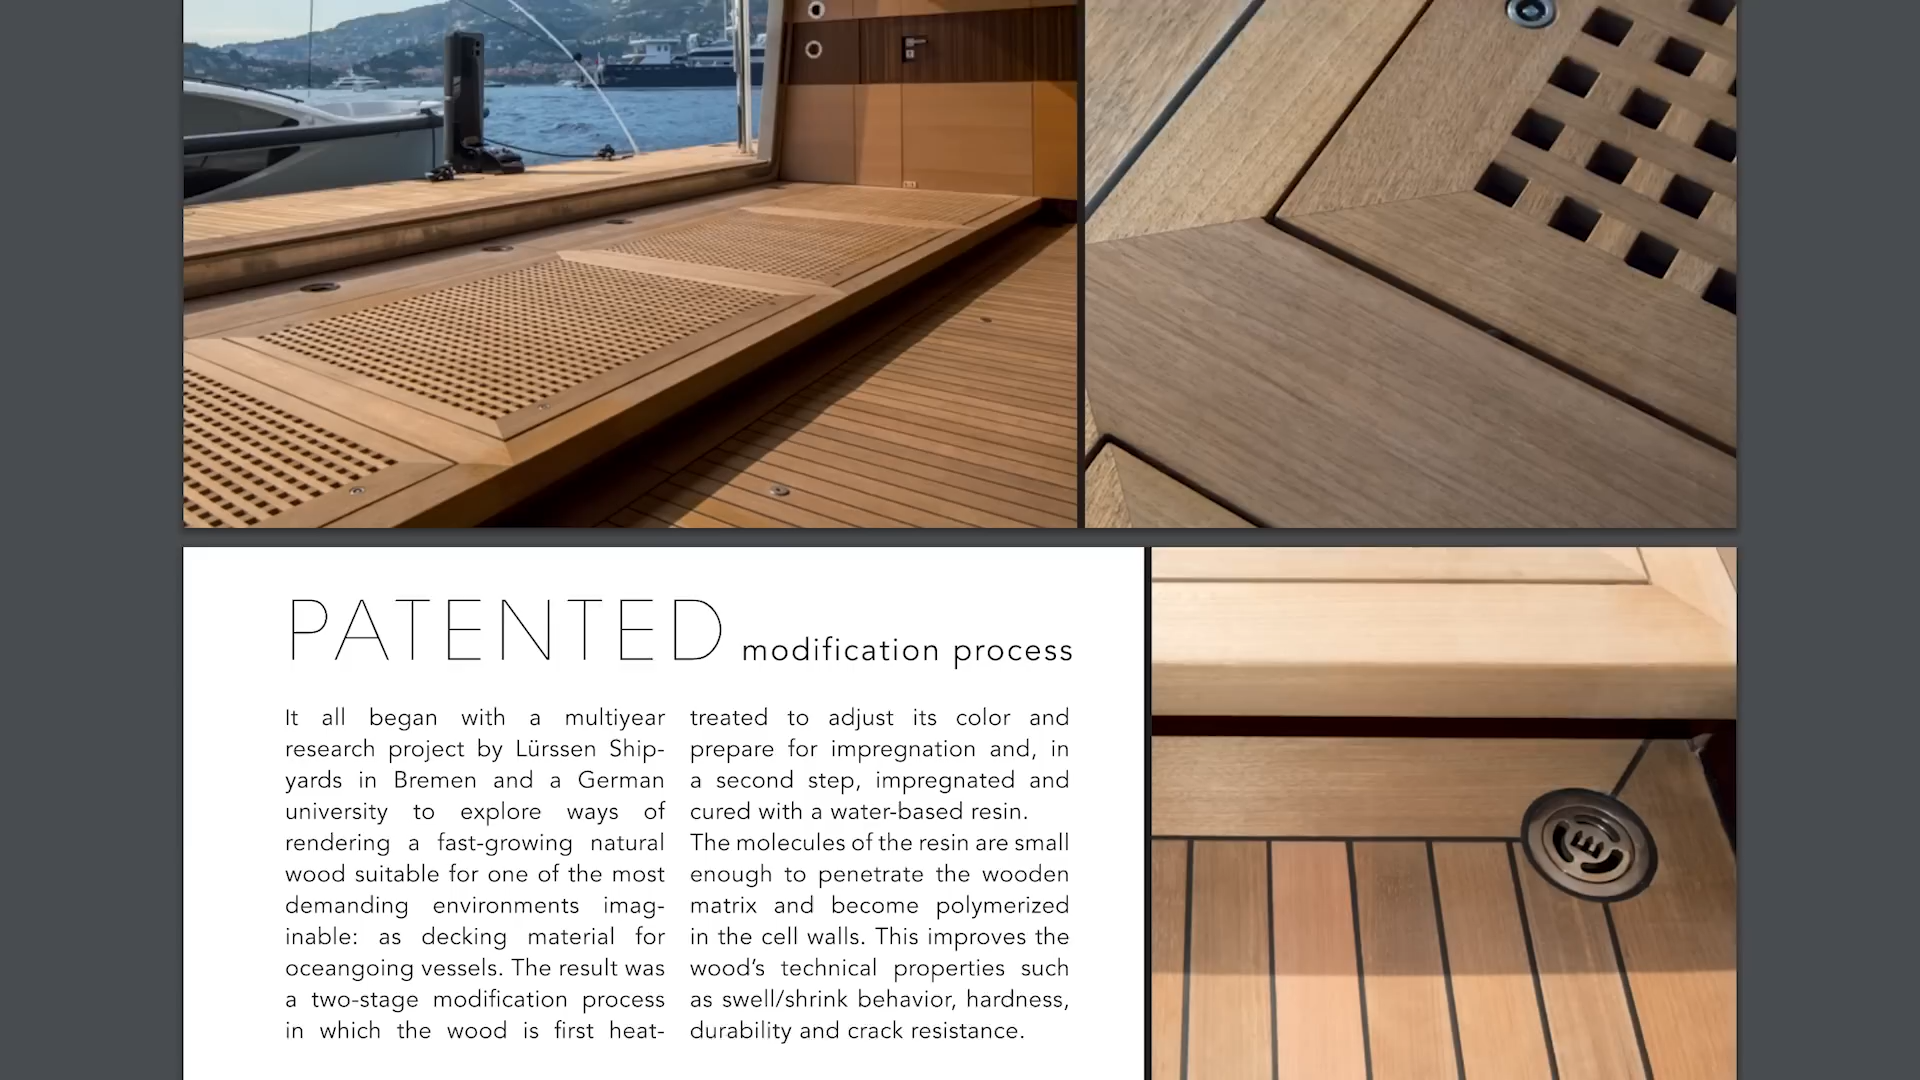 PATENTED modification process
It all began with a multiyear
research project by Lürssen Ship-
yards in Bremen and a German
university to explore ways of
rendering a fast-growing natural
wood suitable for one of the most
demanding environments imag-
inable: as decking material for
oceangoing vessels. The result was
a two-stage modification process
in which the wood is first heat-
treated to adjust its color and
prepare for impregnation and, in
a second step, impregnated and
cured with a water-based resin.
The molecules of the resin are small
enough to penetrate the wooden
matrix and become polymerized
in the cell walls. This improves the
wood’s technical properties such
as swell/shrink behavior, hardness,
durability and crack resistance.